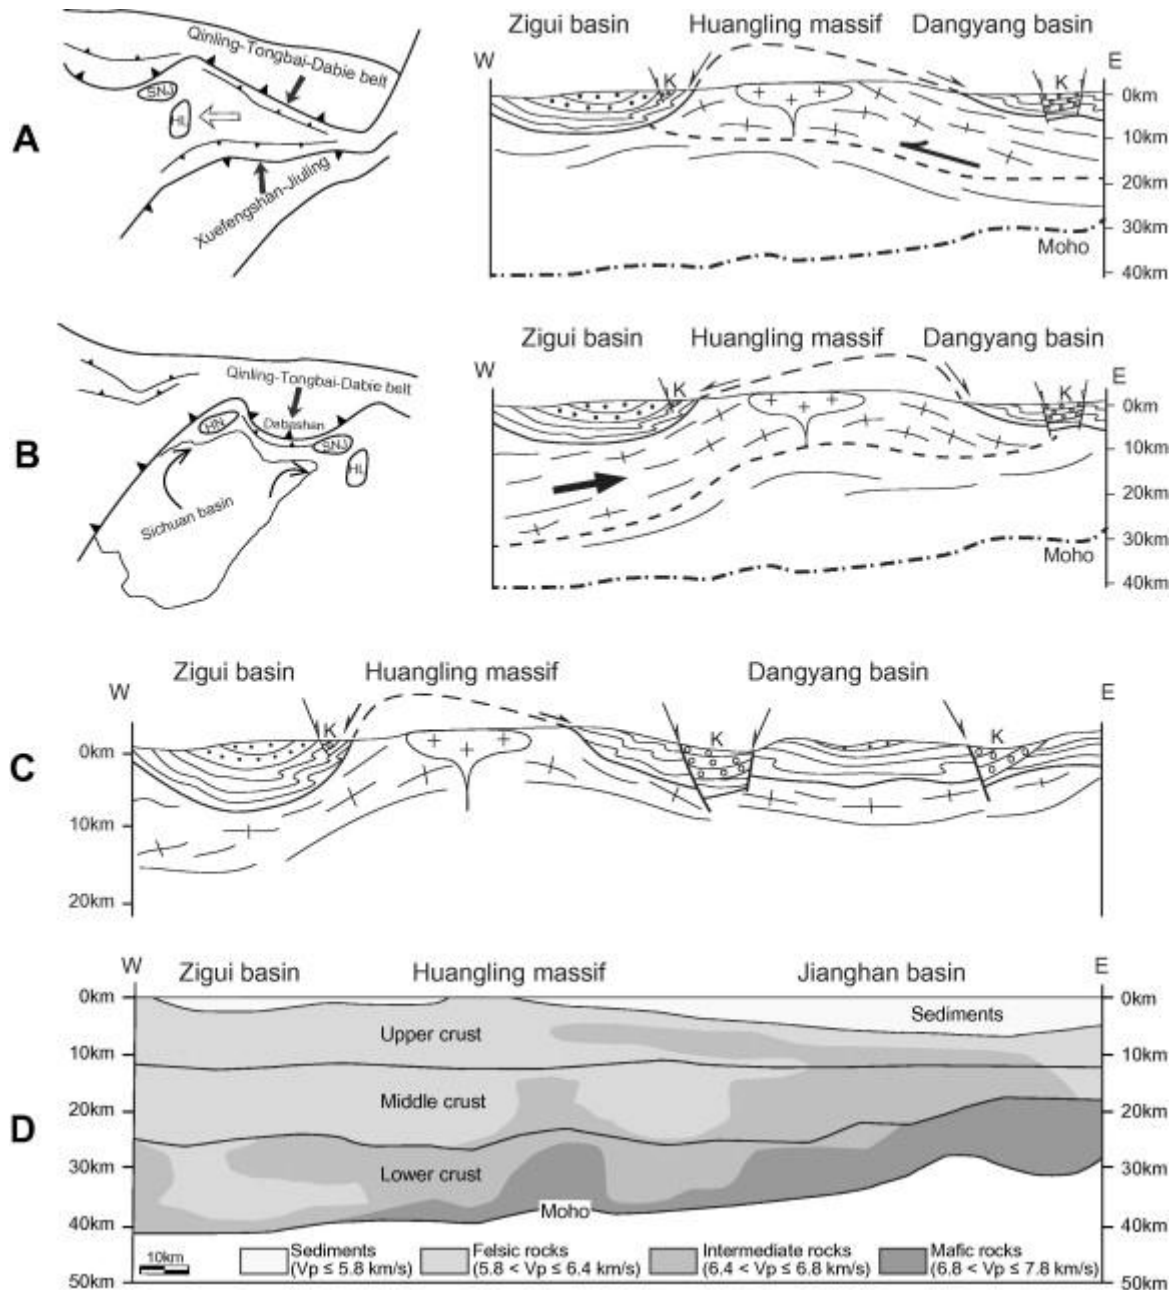 A
Qinling-Tongbai-Dabie belt
SNJ
HL
Xuefengshan-Jiuling
Zigui basin
Huangling massif
Dangyang basin
W
E
K
K
0km
10km
20km
30km
40km
Moho
B
Qinling-Tongbai-Dabie belt
Dabashan
HN
SNJ
HL
Sichuan basin
Zigui basin
Huangling massif
Dangyang basin
W
E
K
K
0km
10km
20km
30km
40km
Moho
C
Zigui basin
Huangling massif
Dangyang basin
W
E
K
K
K
0km
10km
20km
D
W
E
Zigui basin
Huangling massif
Jianghan basin
0km
10km
20km
30km
40km
50km
0km
10km
20km
30km
40km
50km
Sediments
Upper crust
Middle crust
Lower crust
Moho
10km
Sediments
(Vp ≤ 5.8 km/s)
Felsic rocks
(5.8 < Vp ≤ 6.4 km/s)
Intermediate rocks
(6.4 < Vp ≤ 6.8 km/s)
Mafic rocks
(6.8 < Vp ≤ 7.8 km/s)